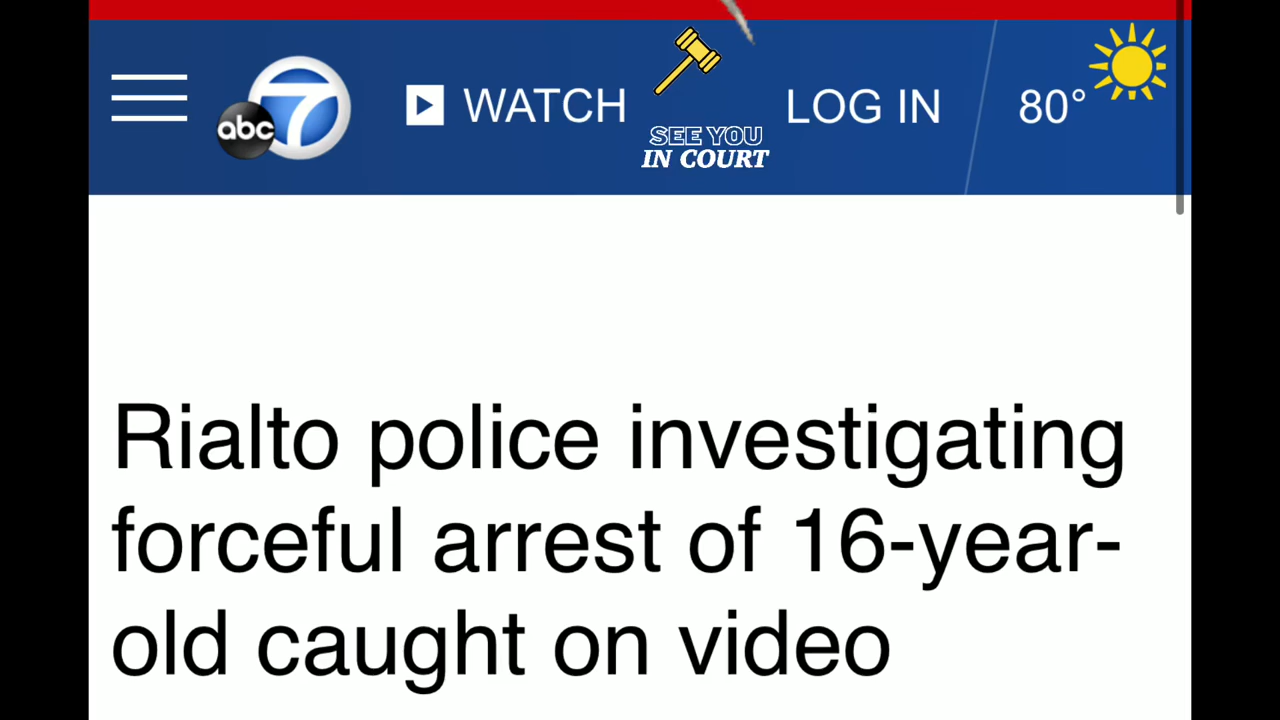 abc 7
WATCH
SEE YOU
IN COURT
LOG IN
80°
Rialto police investigating
forceful arrest of 16-year-
old caught on video